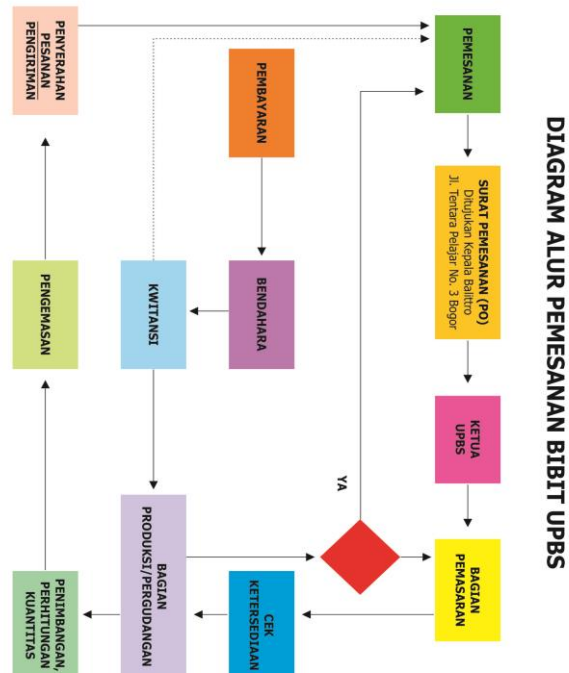 DIAGRAM ALUR PEMESANAN BIBIT UPBS
PEMESANAN
SURAT PEMESANAN (PO)
Ditujukan Kepala Balittro
Jl. Tentara Pelajar No. 3 Bogor
KETUA
UPBS
BAGIAN
PEMASARAN
YA
PEMBAYARAN
BENDAHARA
CEK
KETERSEDIAAN
KWITANSI
BAGIAN
PRODUKSI/PERGUDANGAN
PENYERAHAN
PESANAN
PENGIRIMAN
PENGEMASAN
PENIMBANGAN,
PERHITUNGAN
KUANTITAS